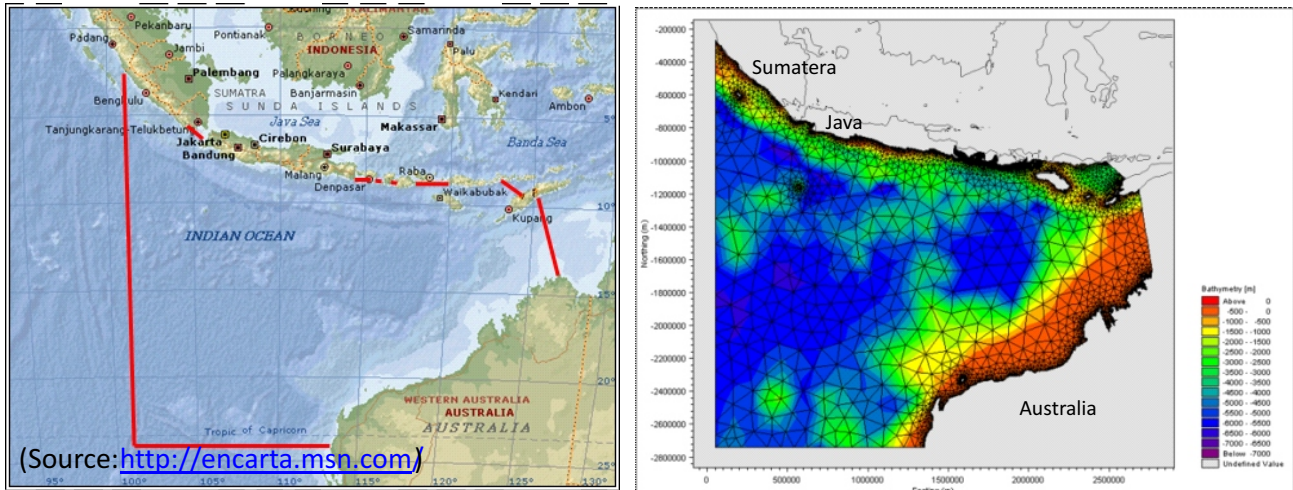 KALIMANTAN
Pekanbaru
Pontianak
Samarinda
Padang
BORNEO
Jambi
INDONESIA
Palu
Palembang
Palangkaraya
Bengkulu
SUMATRA
Banjarmasin
Kendari
Ambon
SUNDA ISLANDS
Java Sea
Makassar
Tanjungkarang-Telukbetung
Jakarta
Cirebon
Banda Sea
Bandung
Surabaya
Malang
Raba
Denpasar
Waikabubak
10°
Kupang
INDIAN OCEAN
15°
20°
WESTERN AUSTRALIA
AUSTRALIA
AUSTRALIA
Tropic of Capricorn
(Source:http://encarta.msn.com/)
25°
95°
100°
105°
110°
115°
120°
125°
130°
-200000
-400000
-600000
-800000
-1000000
-1200000
-1400000
-1600000
-1800000
-2000000
-2200000
-2400000
-2600000
Northing (m)
Sumatera
Java
Australia
0 500000 1000000 1500000 2000000 2500000
Bathymetry [m]
Above 0
-500 - 0
-1000 - -500
-1500 - -1000
-2000 - -1500
-2500 - -2000
-3000 - -2500
-3500 - -3000
-4000 - -3500
-4500 - -4000
-5000 - -4500
-5500 - -5000
-6000 - -5500
-6500 - -6000
-7000 - -6500
Below -7000
Undefined Value